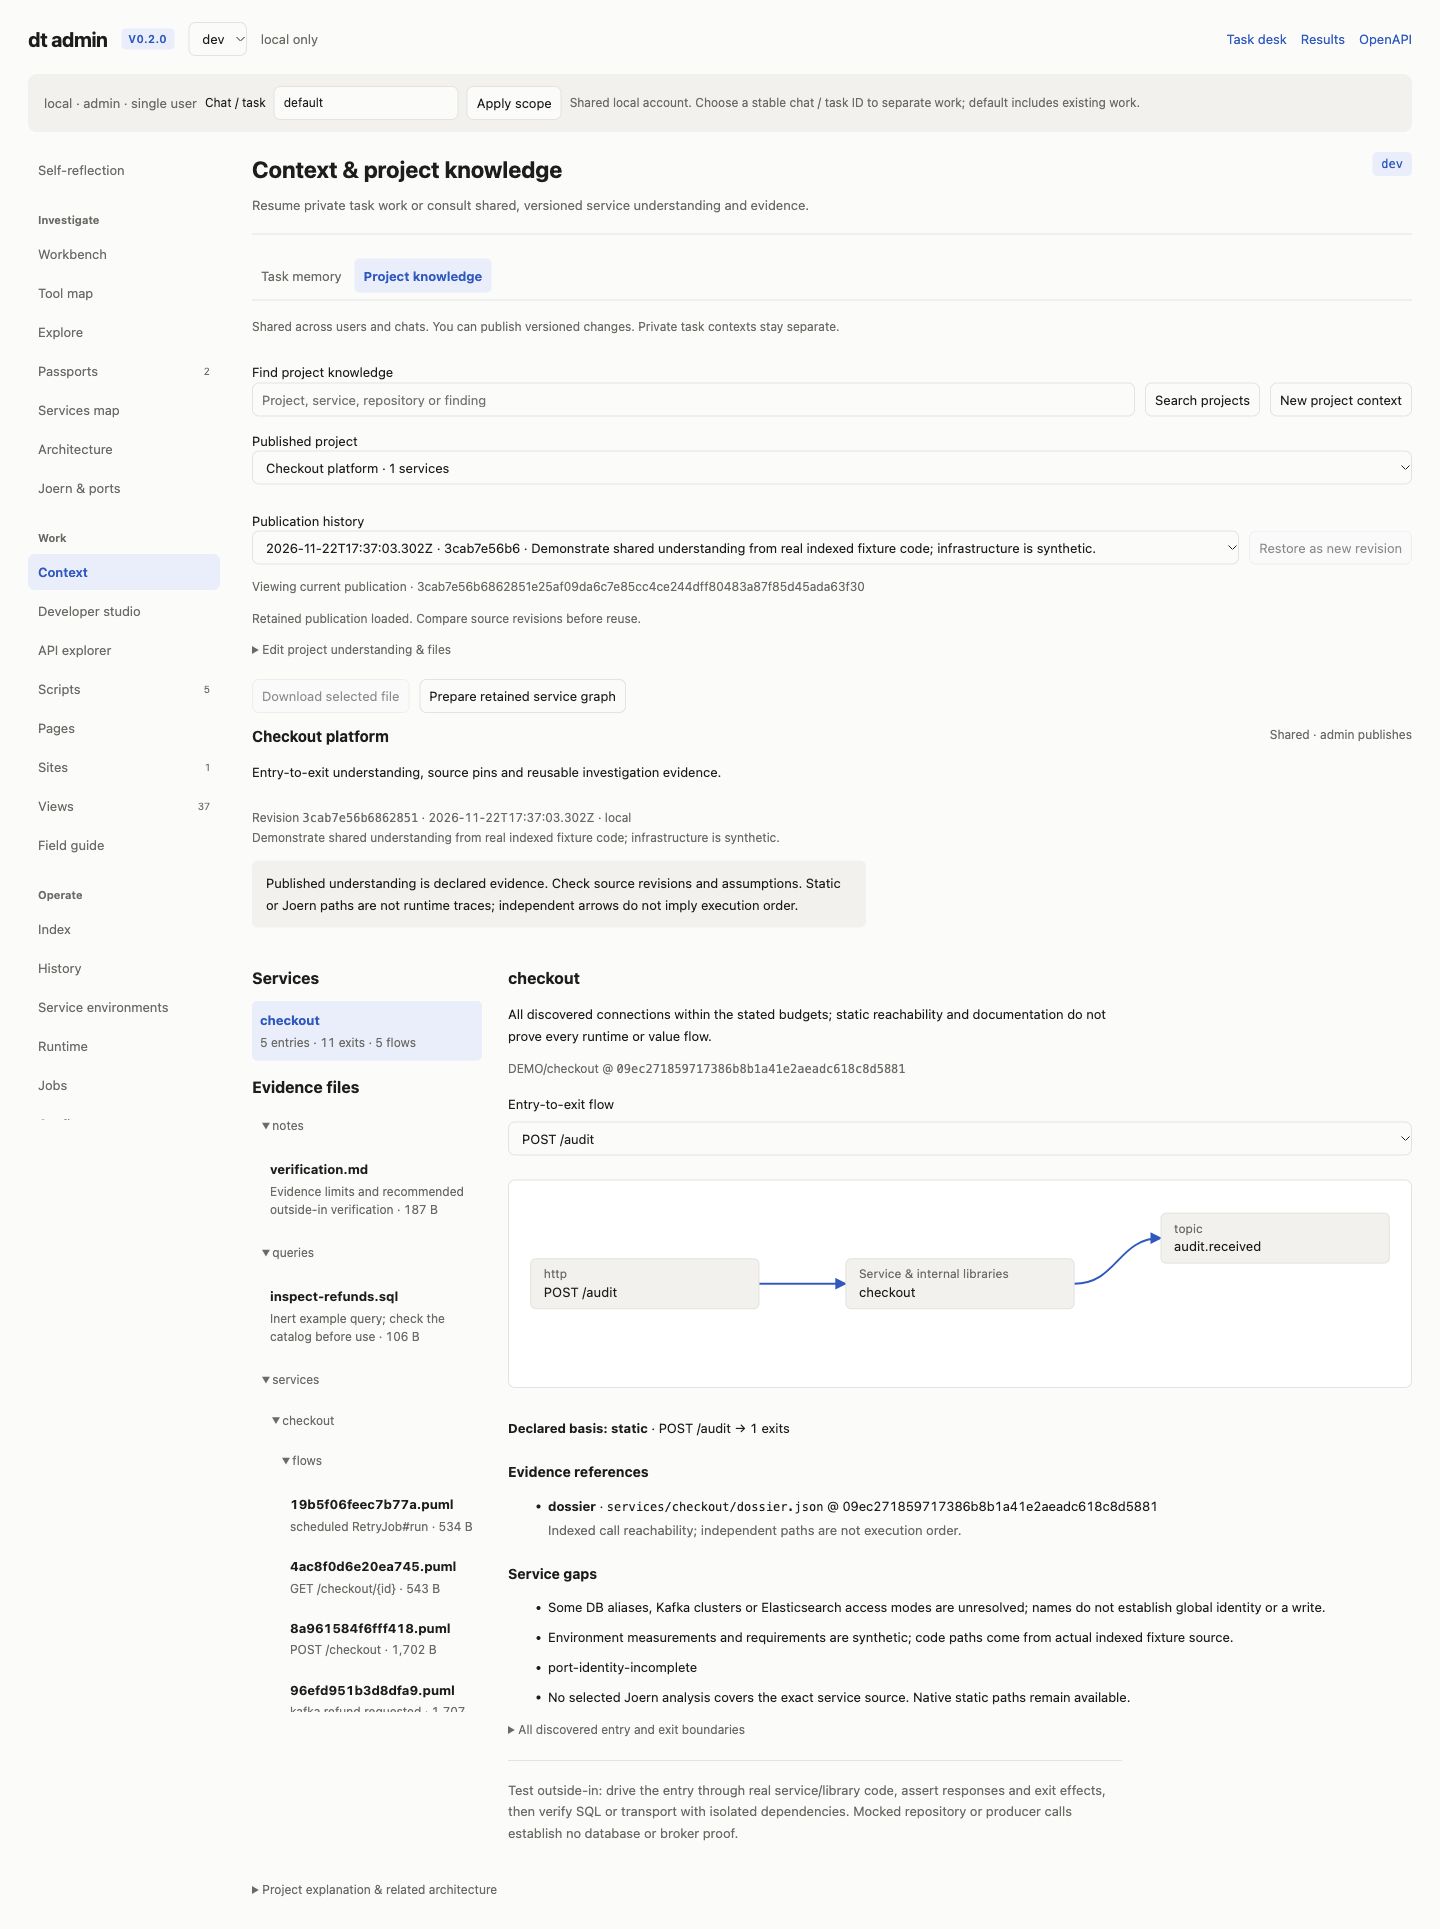 dt admin
V0.2.0
dev
local only
Task desk
Results
OpenAPI
local · admin · single user
Chat / task
default
Apply scope
Shared local account. Choose a stable chat / task ID to separate work; default includes existing work.
Self-reflection
Investigate
Workbench
Tool map
Explore
Passports 2
Services map
Architecture
Joern & ports
Work
Context
Developer studio
API explorer
Scripts 5
Pages
Sites 1
Views 37
Field guide
Operate
Index
History
Service environments
Runtime
Jobs
Context & project knowledge
dev
Resume private task work or consult shared, versioned service understanding and evidence.
Task memory
Project knowledge
Shared across users and chats. You can publish versioned changes. Private task contexts stay separate.
Find project knowledge
Project, service, repository or finding
Search projects
New project context
Published project
Checkout platform · 1 services
Publication history
2026-11-22T17:37:03.302Z · 3cab7e56b6 · Demonstrate shared understanding from real indexed fixture code; infrastructure is synthetic.
Restore as new revision
Viewing current publication · 3cab7e56b6862851e25af09da6c7e85cc4ce244dff80483a87f85d45ada63f30
Retained publication loaded. Compare source revisions before reuse.
▶ Edit project understanding & files
Download selected file
Prepare retained service graph
Checkout platform
Shared · admin publishes
Entry-to-exit understanding, source pins and reusable investigation evidence.
Revision 3cab7e56b6862851 · 2026-11-22T17:37:03.302Z · local
Demonstrate shared understanding from real indexed fixture code; infrastructure is synthetic.
Published understanding is declared evidence. Check source revisions and assumptions. Static
or Joern paths are not runtime traces; independent arrows do not imply execution order.
Services
checkout
5 entries · 11 exits · 5 flows
Evidence files
▼ notes
verification.md
Evidence limits and recommended
outside-in verification · 187 B
▼ queries
inspect-refunds.sql
Inert example query; check the
catalog before use · 106 B
▼ services
▼ checkout
▼ flows
19b5f06feec7b77a.puml
scheduled RetryJob#run · 534 B
4ac8f0d6e20ea745.puml
GET /checkout/{id} · 543 B
8a961584f6fff418.puml
POST /checkout · 1,702 B
96efd951b3d8dfa9.puml
kafka refund requested · 1,707
checkout
All discovered connections within the stated budgets; static reachability and documentation do not
prove every runtime or value flow.
DEMO/checkout @ 09ec271859717386b8b1a41e2aeadc618c8d5881
Entry-to-exit flow
POST /audit
http
POST /audit
Service & internal libraries
checkout
topic
audit.received
Declared basis: static · POST /audit → 1 exits
Evidence references
• dossier · services/checkout/dossier.json @ 09ec271859717386b8b1a41e2aeadc618c8d5881
Indexed call reachability; independent paths are not execution order.
Service gaps
• Some DB aliases, Kafka clusters or Elasticsearch access modes are unresolved; names do not establish global identity or a write.
• Environment measurements and requirements are synthetic; code paths come from actual indexed fixture source.
• port-identity-incomplete
• No selected Joern analysis covers the exact service source. Native static paths remain available.
▶ All discovered entry and exit boundaries
Test outside-in: drive the entry through real service/library code, assert responses and exit effects,
then verify SQL or transport with isolated dependencies. Mocked repository or producer calls
establish no database or broker proof.
▶ Project explanation & related architecture